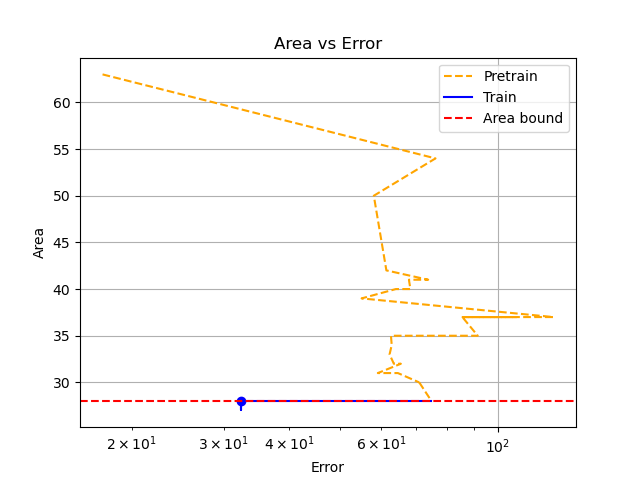 Area vs Error
Pretrain
Train
Area bound
60
55
50
45
40
35
30
Area
2 × 10¹
3 × 10¹
4 × 10¹
6 × 10¹
10²
Error